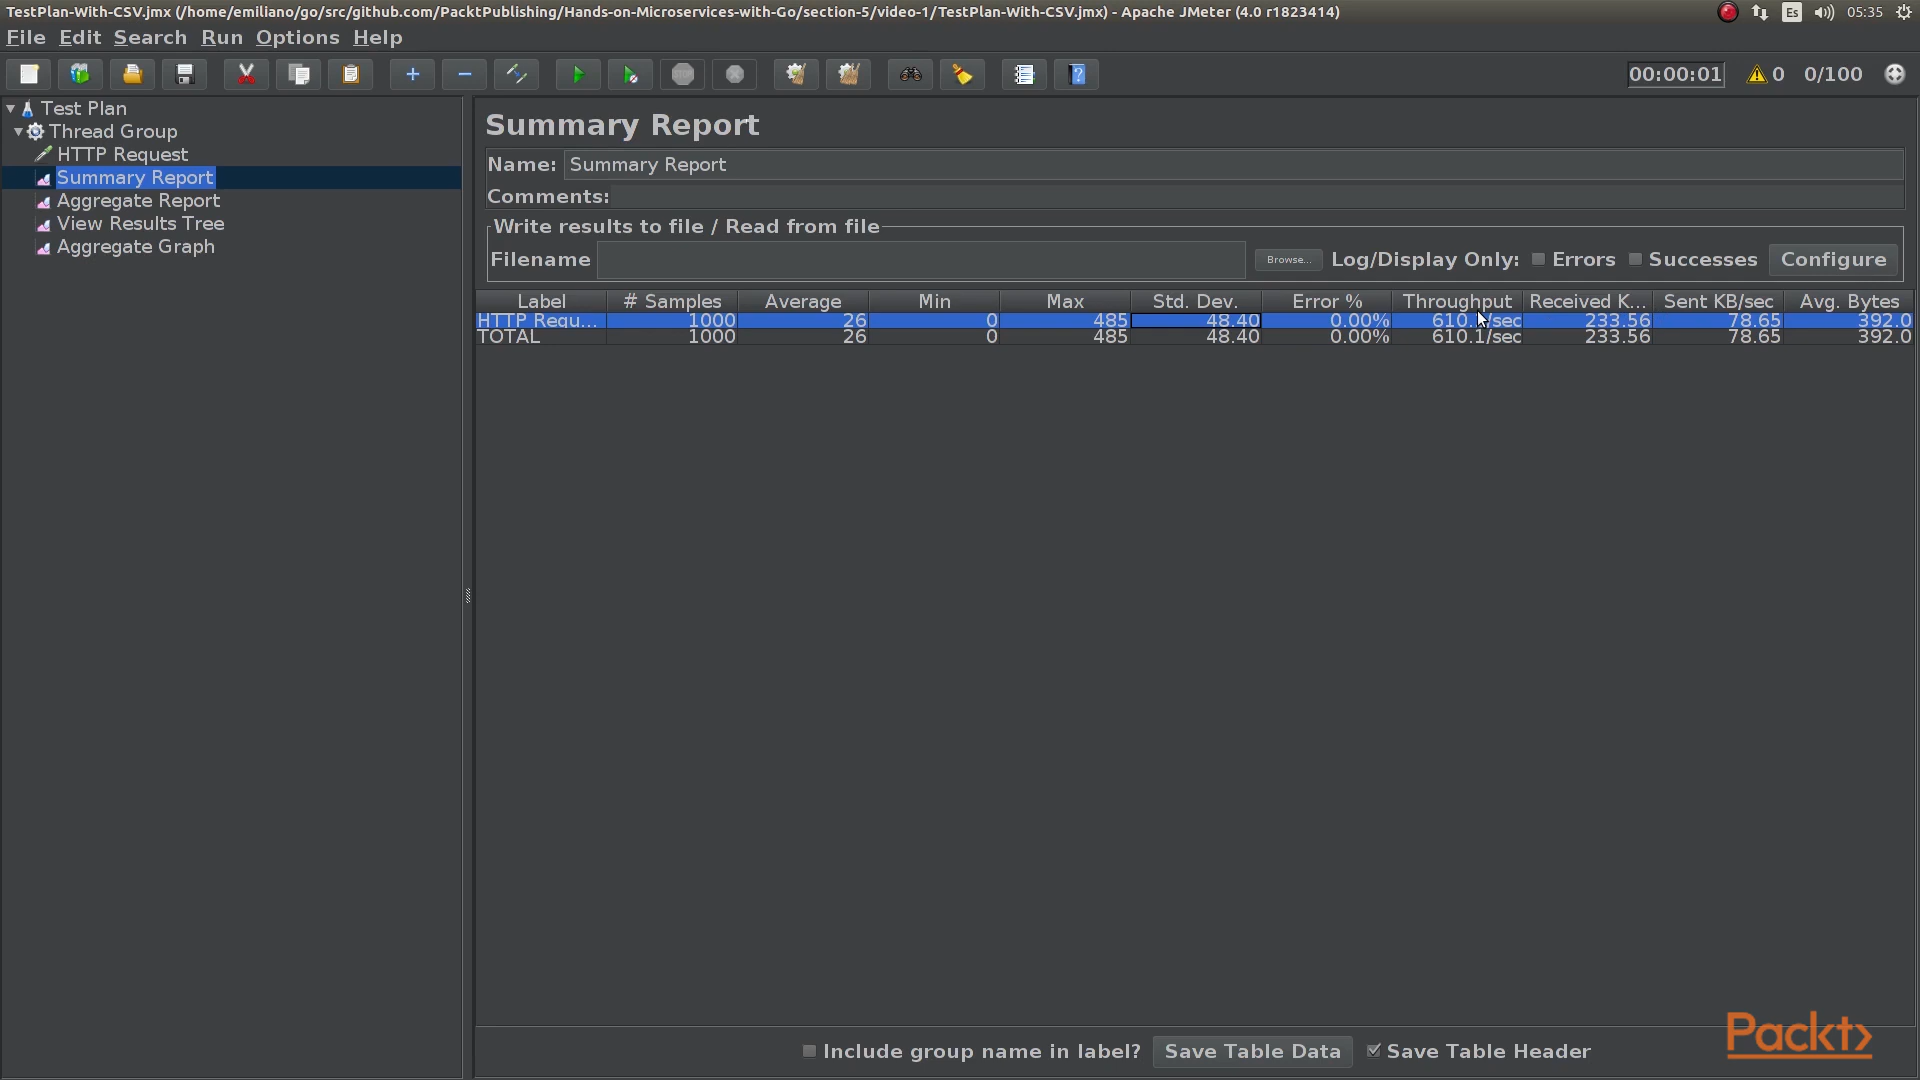 TestPlan-With-CSV.jmx (/home/emiliano/go/src/github.com/PacktPublishing/Hands-on-Microservices-with-Go/section-5/video-1/TestPlan-With-CSV.jmx) - Apache JMeter (4.0 r1823414) Es 05:35
File Edit Search Run Options Help
STOP 00:00:01 0 0/100
Test Plan
Thread Group
HTTP Request
Summary Report
Aggregate Report
View Results Tree
Aggregate Graph
Summary Report
Name: Summary Report
Comments:
Write results to file / Read from file
Filename Browse... Log/Display Only: Errors Successes Configure
Label # Samples Average Min Max Std. Dev. Error % Throughput Received K... Sent KB/sec Avg. Bytes
HTTP Requ... 1000 26 0 485 48.40 0.00% 610.1/sec 233.56 78.65 392.0
TOTAL 1000 26 0 485 48.40 0.00% 610.1/sec 233.56 78.65 392.0
Include group name in label? Save Table Data Save Table Header
Packt>